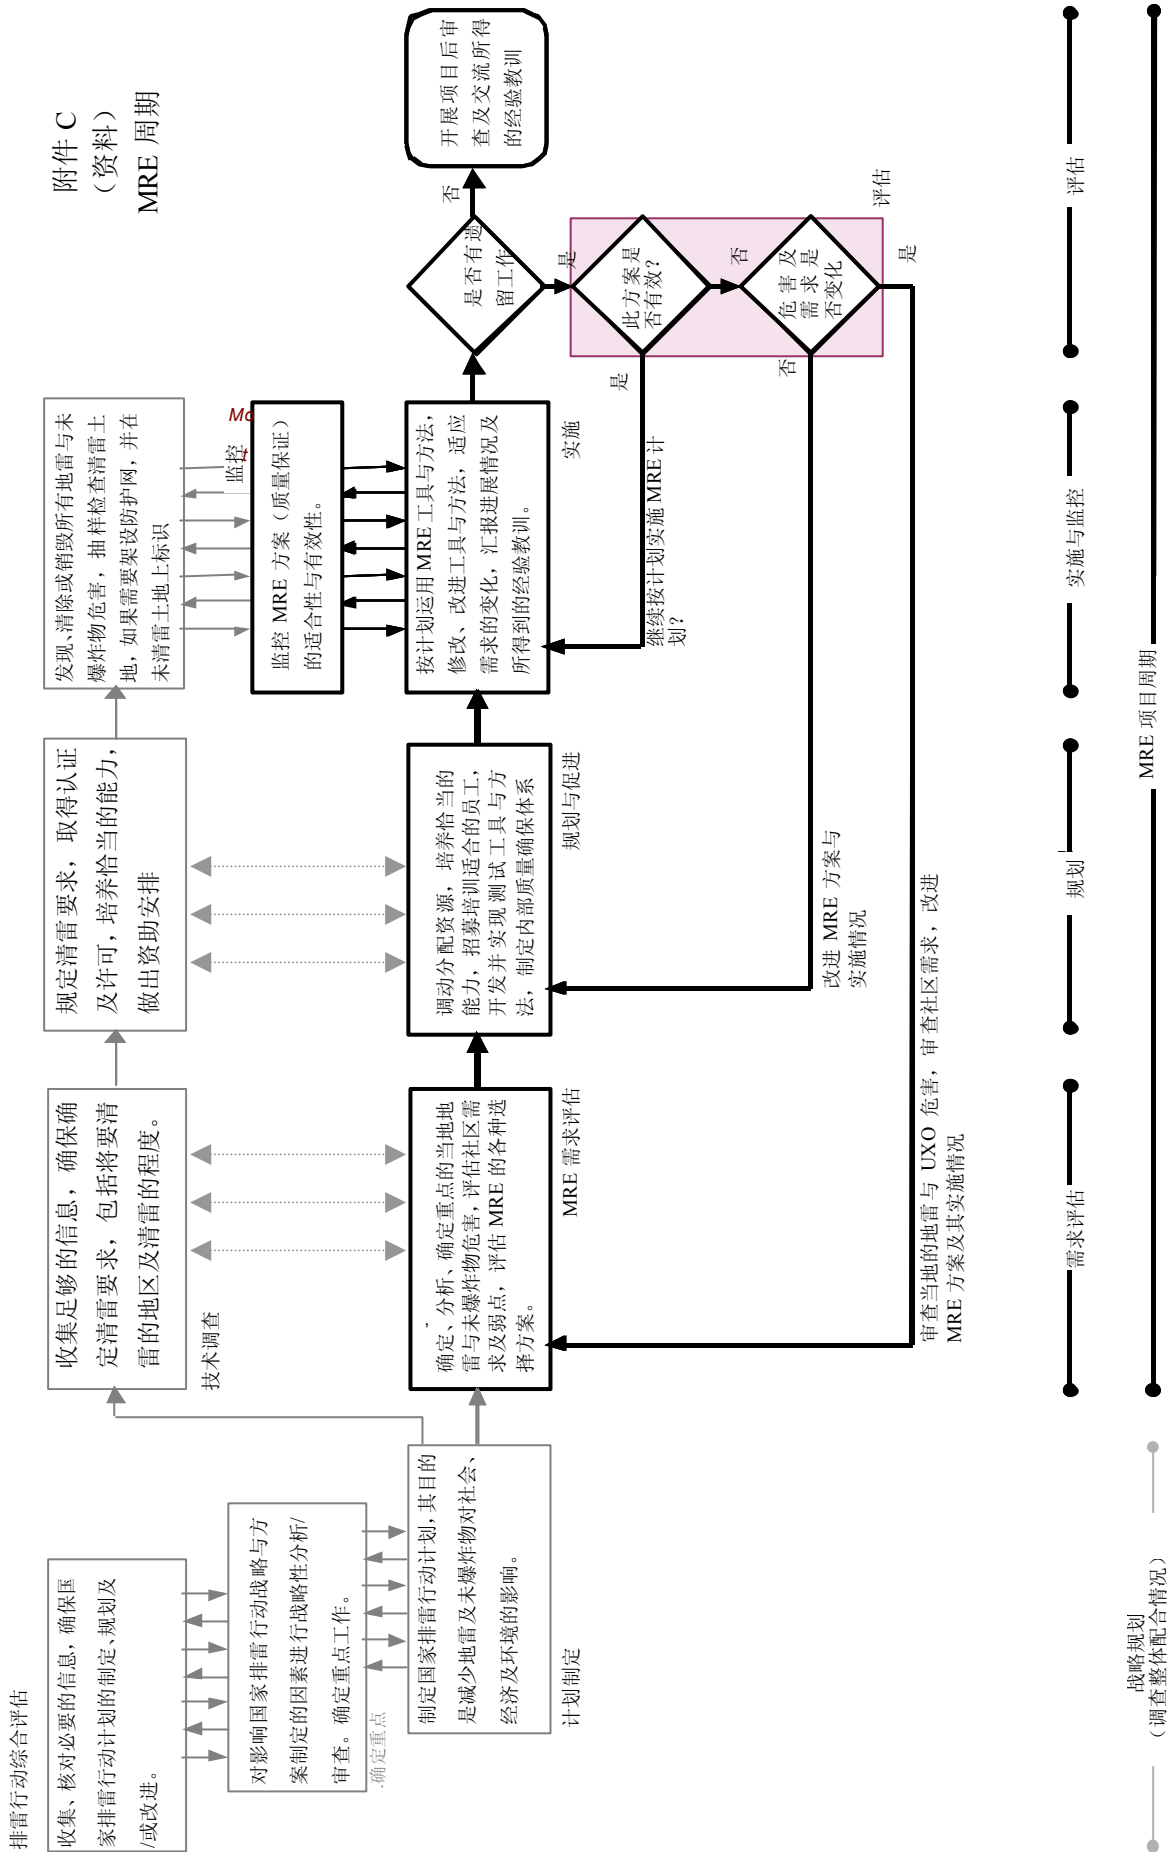 附件 C
（资料）
MRE 周期
排雷行动综合评估
收集、核对必要的信息，确保国
家排雷行动计划的制定、规划及
/或改进。
对影响国家排雷行动战略与方
案制定的因素进行战略性分析/
审查。确定重点工作。
.确定重点
制定国家排雷行动计划，其目的
是减少地雷及未爆炸物对社会、
经济及环境的影响。
计划制定
收集足够的信息，确保确
定清雷要求，包括将要清
雷的地区及清雷的程度。
技术调查
确定、分析、确定重点的当地地
雷与未爆炸物危害，评估社区需
求及弱点，评估 MRE 的各种选
择方案。
MRE 需求评估
规定清雷要求，取得认证
及许可，培养恰当的能力，
做出资助安排
调动分配资源，培养恰当的
能力，招募培训适合的员工，
开发并实现测试工具与方
法，制定内部质量确保体系
规划与促进
发现、清除或销毁所有地雷与未
爆炸物危害，抽样检查清雷土
地，如果需要架设防护网，并在
未清雷土地上标识
Mo
t
监控
监控 MRE 方案（质量保证）
的适合性与有效性。
按计划运用 MRE 工具与方法，
修改、改进工具与方法，适应
需求的变化，汇报进展情况及
所得到的经验教训。
实施
是否有遗
留工作
否
开展项目后审
查及交流所得
的经验教训
是
此方案是
否有效？
否
危害及
需求是
否变化
评估
是
继续按计划实施 MRE 计
划？
否
改进 MRE 方案与
实施情况
是
审查当地的地雷与 UXO 危害，审查社区需求，改进
MRE 方案及其实施情况
需求评估
规划
实施与监控
评估
战略规划
（调查整体配合情况）
MRE 项目周期